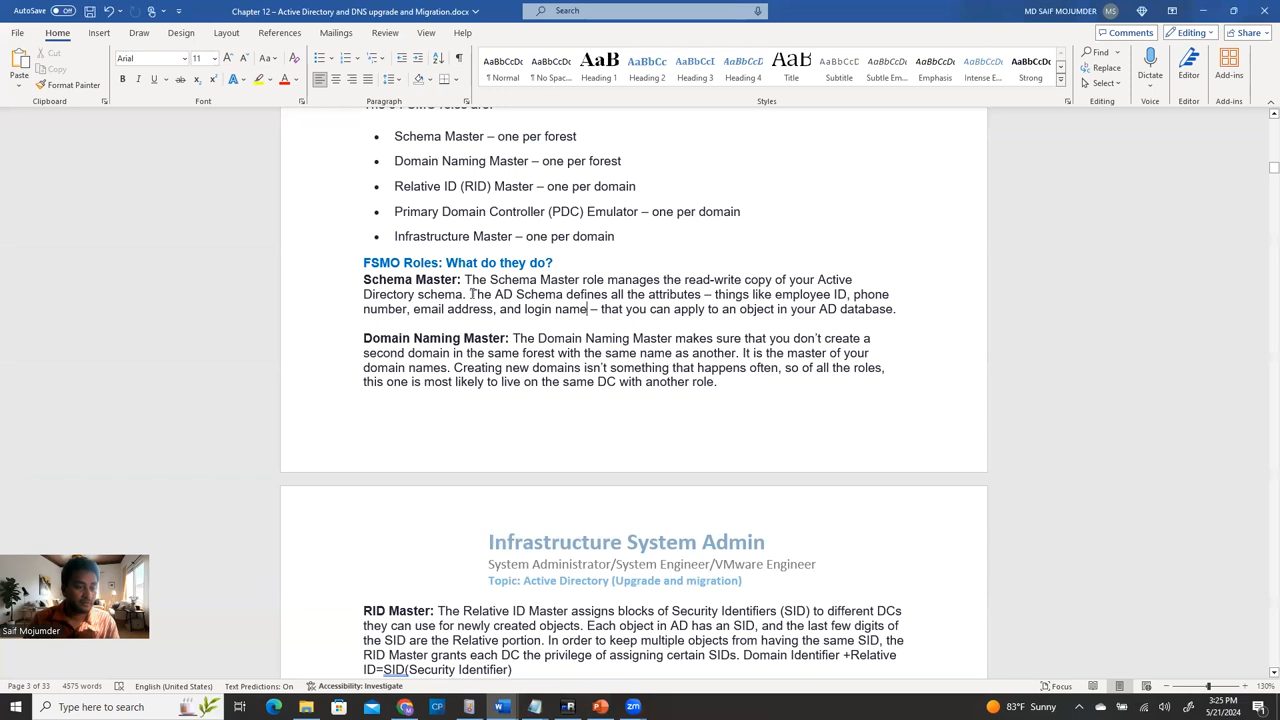 AutoSave Off Chapter 12 – Active Directory and DNS upgrade and Migration.docx Search MD SAIF MOJUMDER MS
File Home Insert Draw Design Layout References Mailings Review View Help Comments Editing Share
Paste Cut Copy Format Painter Arial 11
AaBbCcDc AaBbCcDc AaB AaBbCc AaBbCcI AaBbCcD AaB AaBbCcD AaBbCcD AaBbCcDc AaBbCcDc AaBbCcDc
¶ Normal ¶ No Spac... Heading 1 Heading 2 Heading 3 Heading 4 Title Subtitle Subtle Em... Emphasis Intense E... Strong
Find Replace Select Dictate Editor Add-ins
Clipboard Font Paragraph Styles Editing Voice Editor Add-ins
• Schema Master – one per forest
• Domain Naming Master – one per forest
• Relative ID (RID) Master – one per domain
• Primary Domain Controller (PDC) Emulator – one per domain
• Infrastructure Master – one per domain
FSMO Roles: What do they do?
Schema Master: The Schema Master role manages the read-write copy of your Active
Directory schema. The AD Schema defines all the attributes – things like employee ID, phone
number, email address, and login name – that you can apply to an object in your AD database.
Domain Naming Master: The Domain Naming Master makes sure that you don’t create a
second domain in the same forest with the same name as another. It is the master of your
domain names. Creating new domains isn’t something that happens often, so of all the roles,
this one is most likely to live on the same DC with another role.
Infrastructure System Admin
System Administrator/System Engineer/VMware Engineer
Topic: Active Directory (Upgrade and migration)
RID Master: The Relative ID Master assigns blocks of Security Identifiers (SID) to different DCs
they can use for newly created objects. Each object in AD has an SID, and the last few digits of
the SID are the Relative portion. In order to keep multiple objects from having the same SID, the
RID Master grants each DC the privilege of assigning certain SIDs. Domain Identifier +Relative
ID=SID(Security Identifier)
Saif Mojumder
Page 3 of 33 4575 words English (United States) Text Predictions: On Accessibility: Investigate Focus 130%
Type here to search 83°F Sunny 3:25 PM
5/21/2024